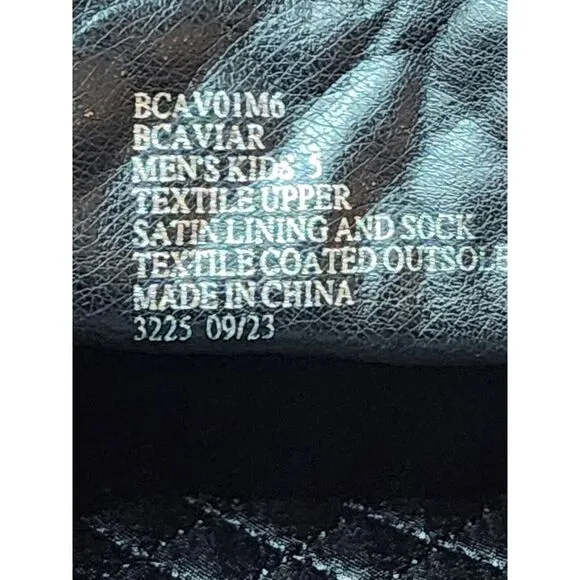 BCAV01M6
BCAVIAR
MEN'S KIDS 5
TEXTILE UPPER
SATIN LINING AND SOCK
TEXTILE COATED OUTSOLE
MADE IN CHINA
3225 09/23